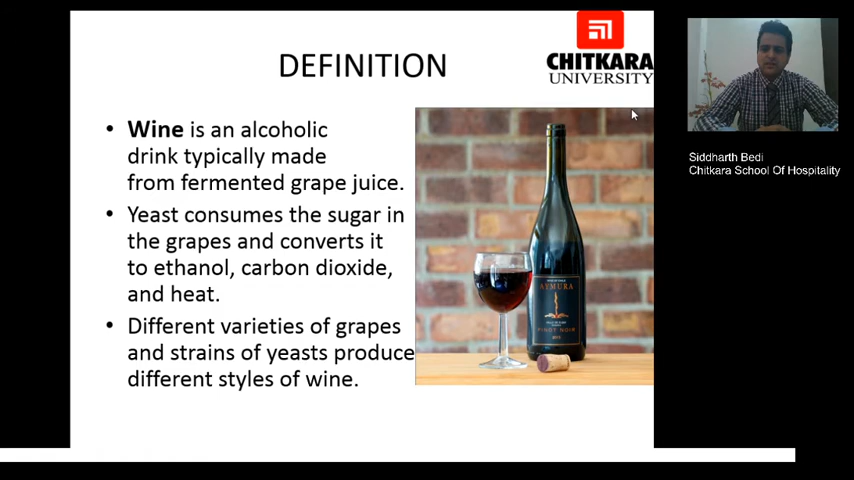 DEFINITION
CHITKARA
UNIVERSITY
• Wine is an alcoholic
drink typically made
from fermented grape juice.
• Yeast consumes the sugar in
the grapes and converts it
to ethanol, carbon dioxide,
and heat.
• Different varieties of grapes
and strains of yeasts produce
different styles of wine.
AYMURA
PINOT NOIR
Siddharth Bedi
Chitkara School Of Hospitality